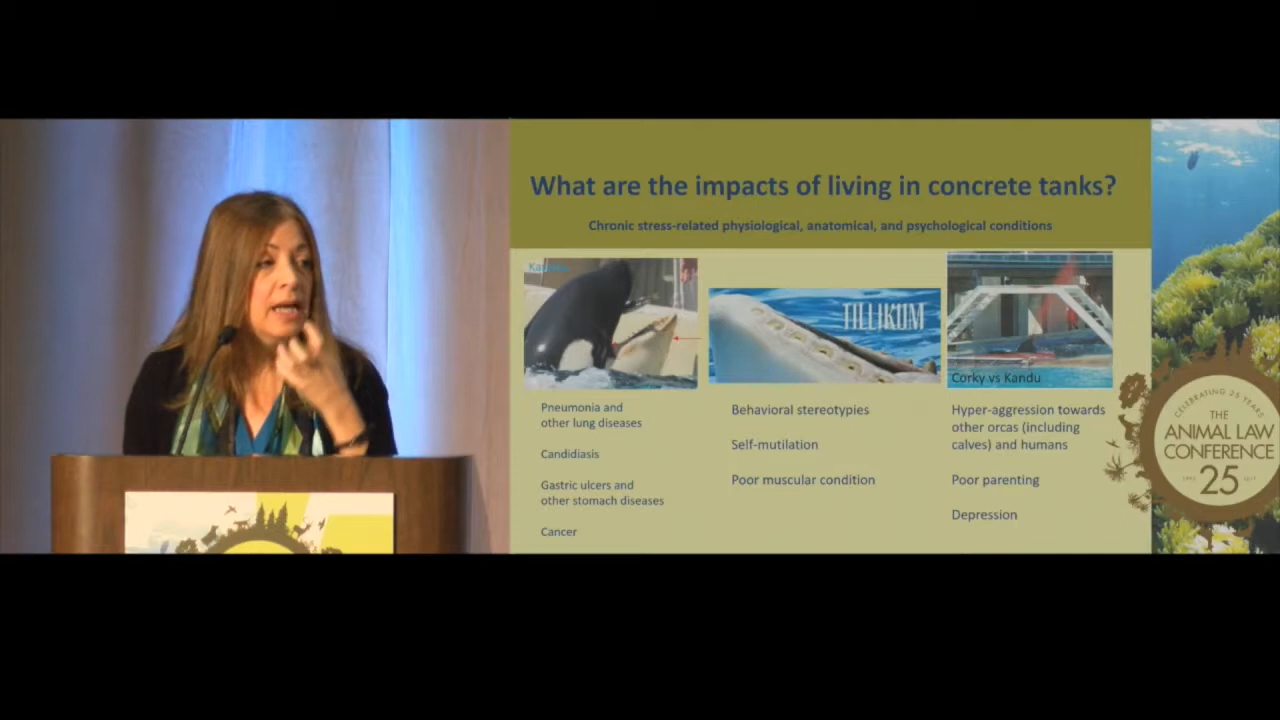 What are the impacts of living in concrete tanks?
Chronic stress-related physiological, anatomical, and psychological conditions
TILLIKUM
Corky vs Kandu
Pneumonia and
other lung diseases
Candidiasis
Gastric ulcers and
other stomach diseases
Cancer
Behavioral stereotypies
Self-mutilation
Poor muscular condition
Hyper-aggression towards
other orcas (including
calves) and humans
Poor parenting
Depression
CELEBRATING 25 YEARS
THE
ANIMAL LAW
CONFERENCE
25